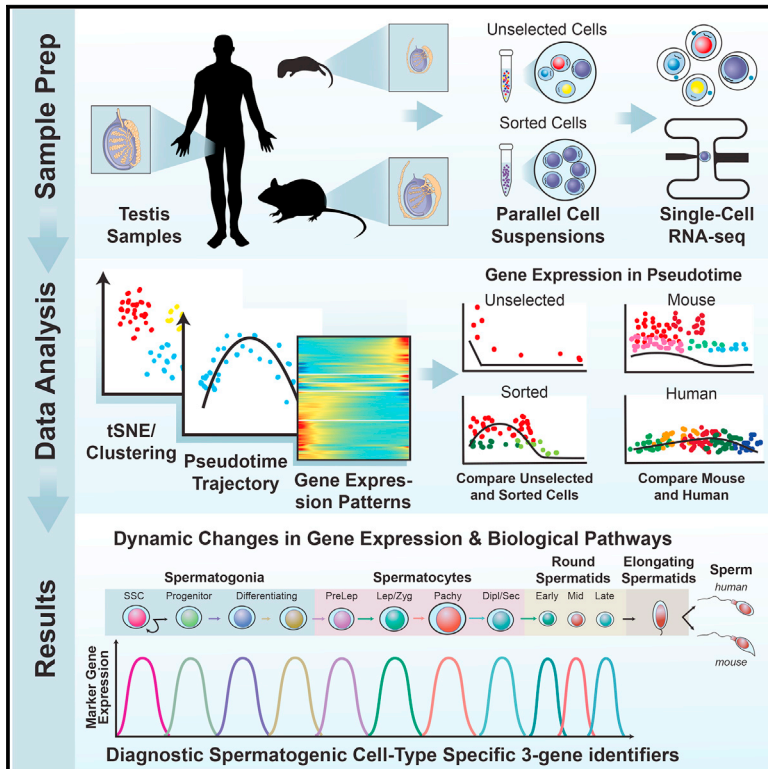 Sample Prep
Unselected Cells
Sorted Cells
Testis
Samples
Parallel Cell
Suspensions
Single-Cell
RNA-seq
Data Analysis
tSNE/
Clustering
Pseudotime
Trajectory
Gene Expres-
sion Patterns
Gene Expression in Pseudotime
Unselected
Mouse
Sorted
Human
Compare Unselected
and Sorted Cells
Compare Mouse
and Human
Results
Dynamic Changes in Gene Expression & Biological Pathways
Spermatogonia
Spermatocytes
Round
Spermatids
Elongating
Spermatids
Sperm
SSC
Progenitor
Differentiating
PreLep
Lep/Zyg
Pachy
Dipl/Sec
Early
Mid
Late
human
mouse
Marker Gene
Expression
Diagnostic Spermatogenic Cell-Type Specific 3-gene identifiers